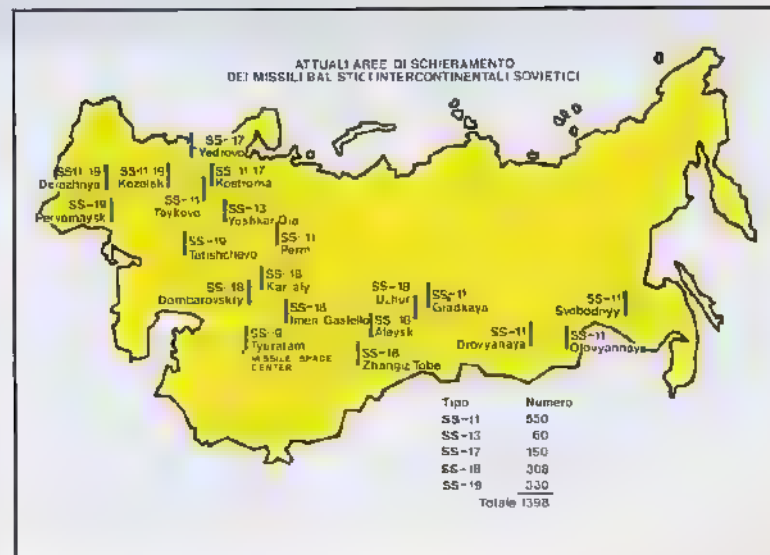 ATTUALI AREE DI SCHIERAMENTO
DEI MISSILI BALISTICI INTERCONTINENTALI SOVIETICI
SS-17
Yedrovo
SS-11-19
Derazhnya
SS-11-19
Kozelsk
SS-11-17
Kostroma
SS-11
Teykovo
SS-19
Pervomaysk
SS-13
Yoshkar Ola
SS-19
Tatishchevo
SS-11
Perm
SS-18
Kartaly
SS-18
Dombarovskiy
SS-18
Imeni Gastello
SS-18
Uzhur
SS-11
Gladkaya
SS-18
Aleysk
SS-11
Svobodnyy
SS-11
Drovyanaya
SS-11
Olovyannaya
Tyuratam
MISSILE SPACE
CENTER
SS-18
Zhangiz Tobe
Tipo Numero
SS-11 550
SS-13 60
SS-17 150
SS-18 308
SS-19 330
Totale 1398